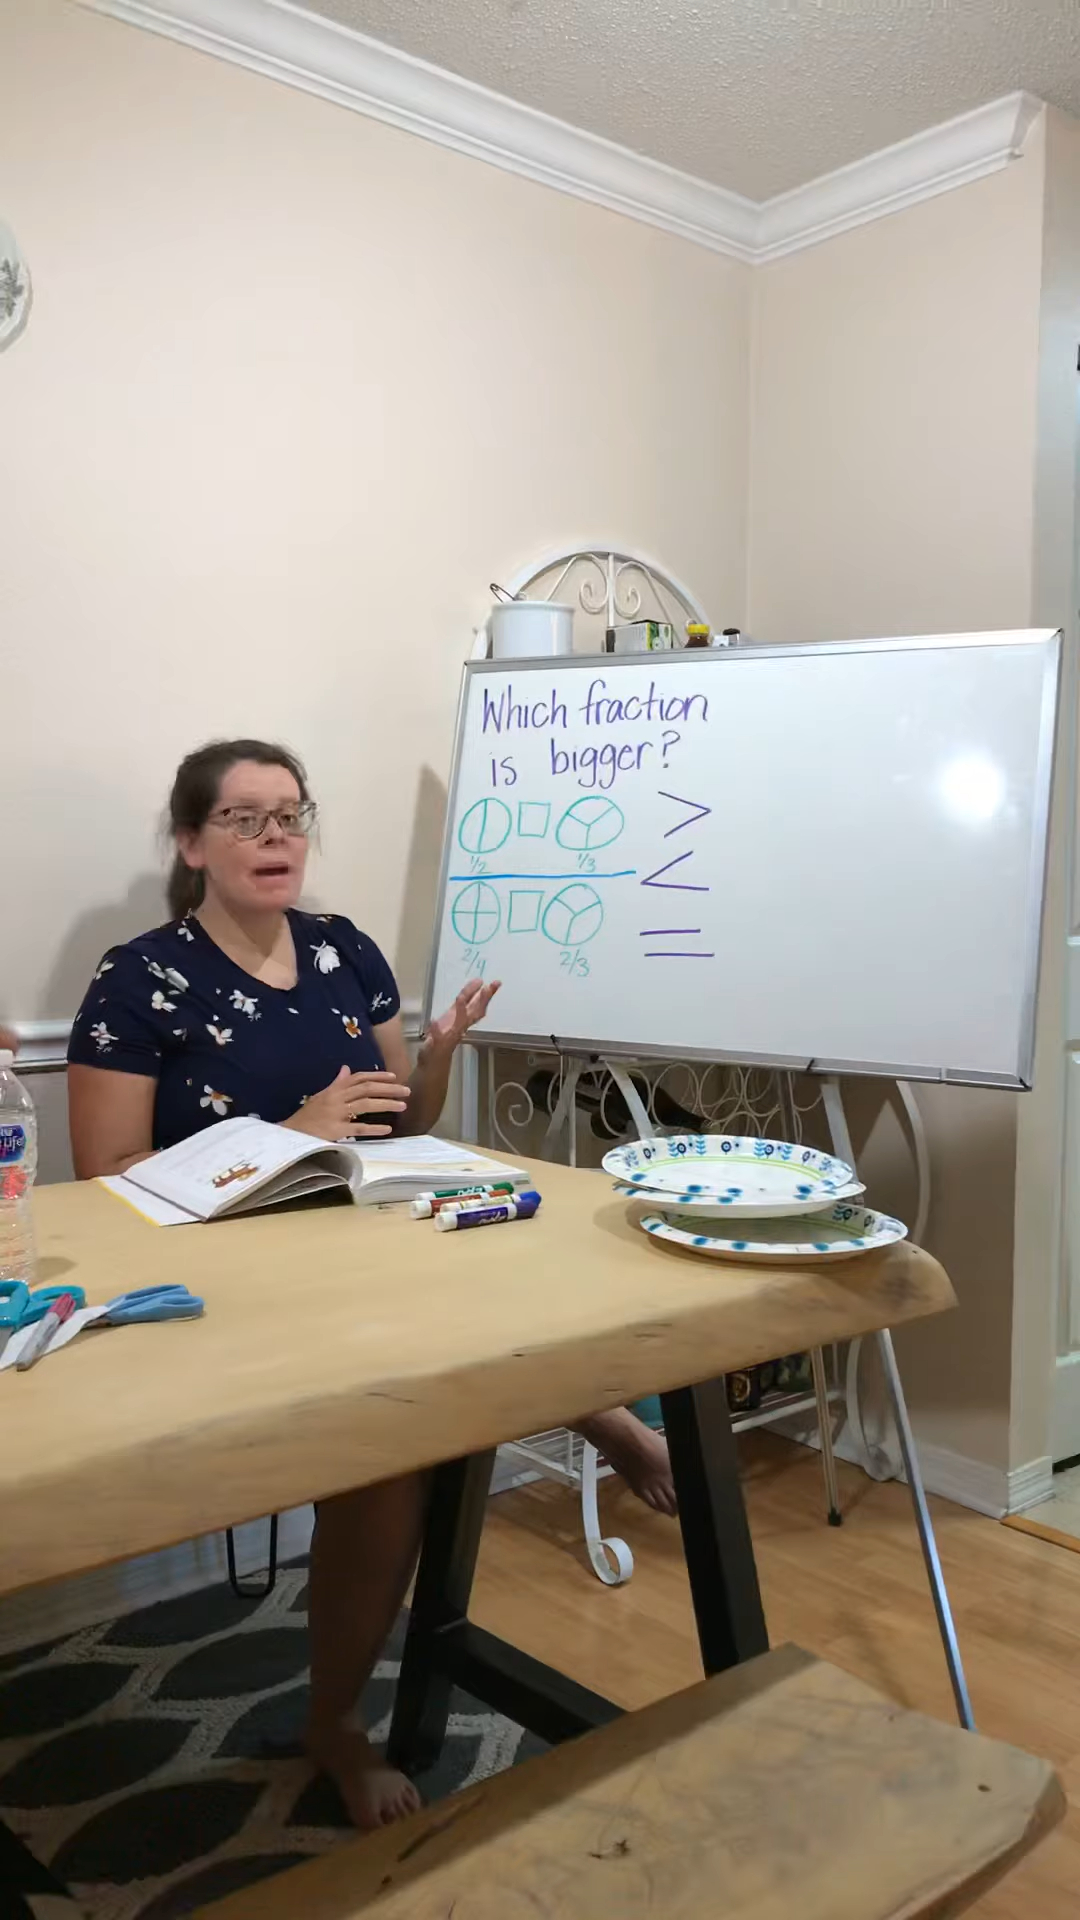 Which fraction
is bigger?
1/2 1/3 >
<
2/4 2/3 =